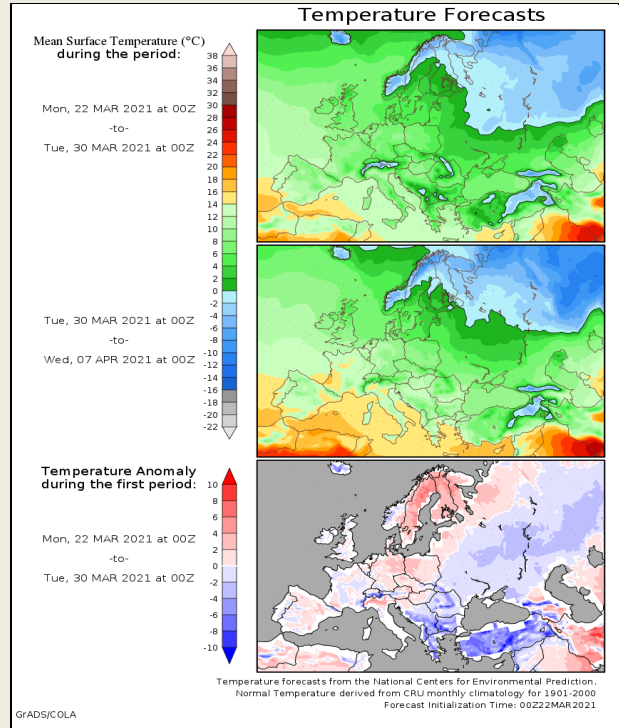 Temperature Forecasts
Mean Surface Temperature (°C)
during the period:
38
36
34
32
30
28
26
24
22
20
18
16
14
12
10
8
6
4
2
0
-2
-4
-6
-8
-10
-12
-14
-16
-18
-20
-22
Mon, 22 MAR 2021 at 00Z
-to-
Tue, 30 MAR 2021 at 00Z
Tue, 30 MAR 2021 at 00Z
-to-
Wed, 07 APR 2021 at 00Z
Temperature Anomaly
during the first period:
10
8
6
4
2
0
-2
-4
-6
-8
-10
Mon, 22 MAR 2021 at 00Z
-to-
Tue, 30 MAR 2021 at 00Z
Temperature forecasts from the National Centers for Environmental Prediction.
Normal Temperature derived from CRU monthly climatology for 1901-2000
Forecast Initialization Time: 00Z22MAR2021
GrADS/COLA